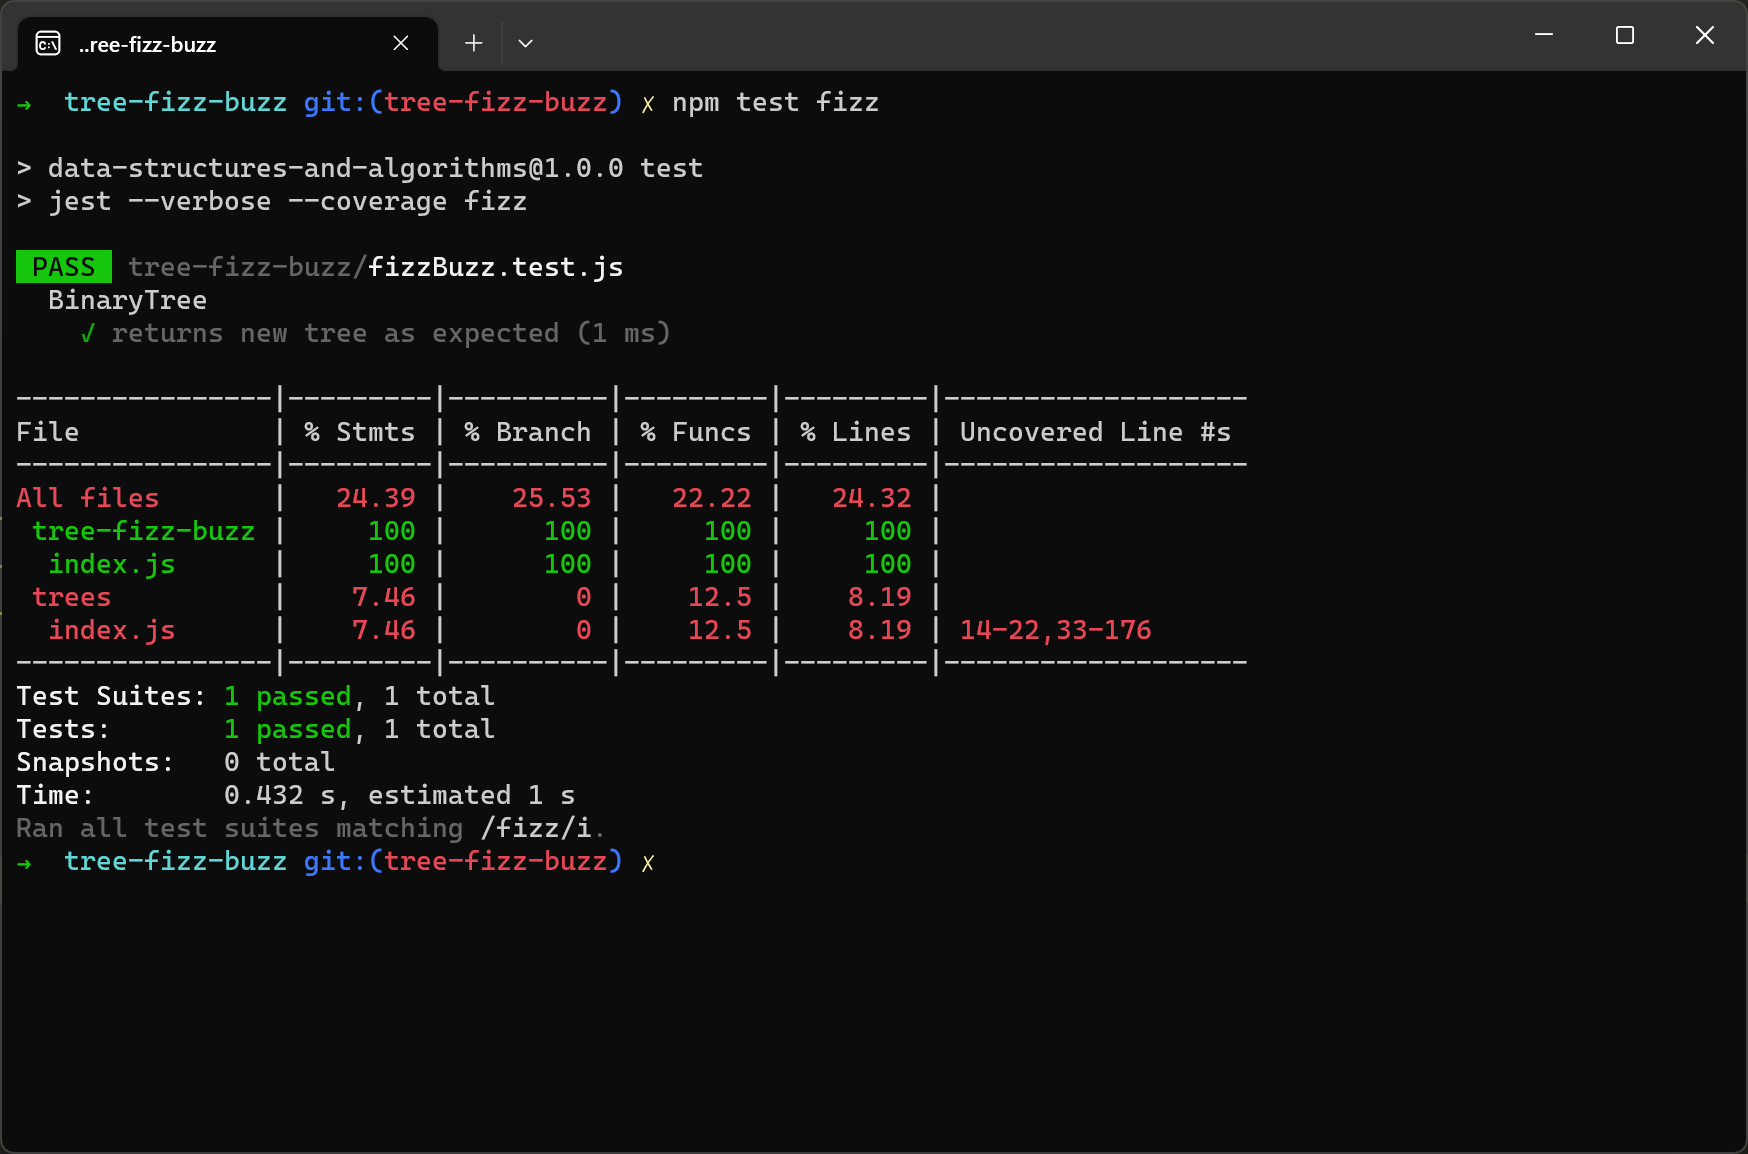 ..ree-fizz-buzz
→ tree-fizz-buzz git:(tree-fizz-buzz) ✗ npm test fizz
> data-structures-and-algorithms@1.0.0 test
> jest --verbose --coverage fizz
PASS tree-fizz-buzz/fizzBuzz.test.js
  BinaryTree
    √ returns new tree as expected (1 ms)
----------------|---------|----------|---------|---------|-------------------
File            | % Stmts | % Branch | % Funcs | % Lines | Uncovered Line #s
----------------|---------|----------|---------|---------|-------------------
All files       |   24.39 |    25.53 |   22.22 |   24.32 |
 tree-fizz-buzz |     100 |      100 |     100 |     100 |
  index.js      |     100 |      100 |     100 |     100 |
 trees          |    7.46 |        0 |    12.5 |    8.19 |
  index.js      |    7.46 |        0 |    12.5 |    8.19 | 14-22,33-176
----------------|---------|----------|---------|---------|-------------------
Test Suites: 1 passed, 1 total
Tests:       1 passed, 1 total
Snapshots:   0 total
Time:        0.432 s, estimated 1 s
Ran all test suites matching /fizz/i.
→ tree-fizz-buzz git:(tree-fizz-buzz) ✗